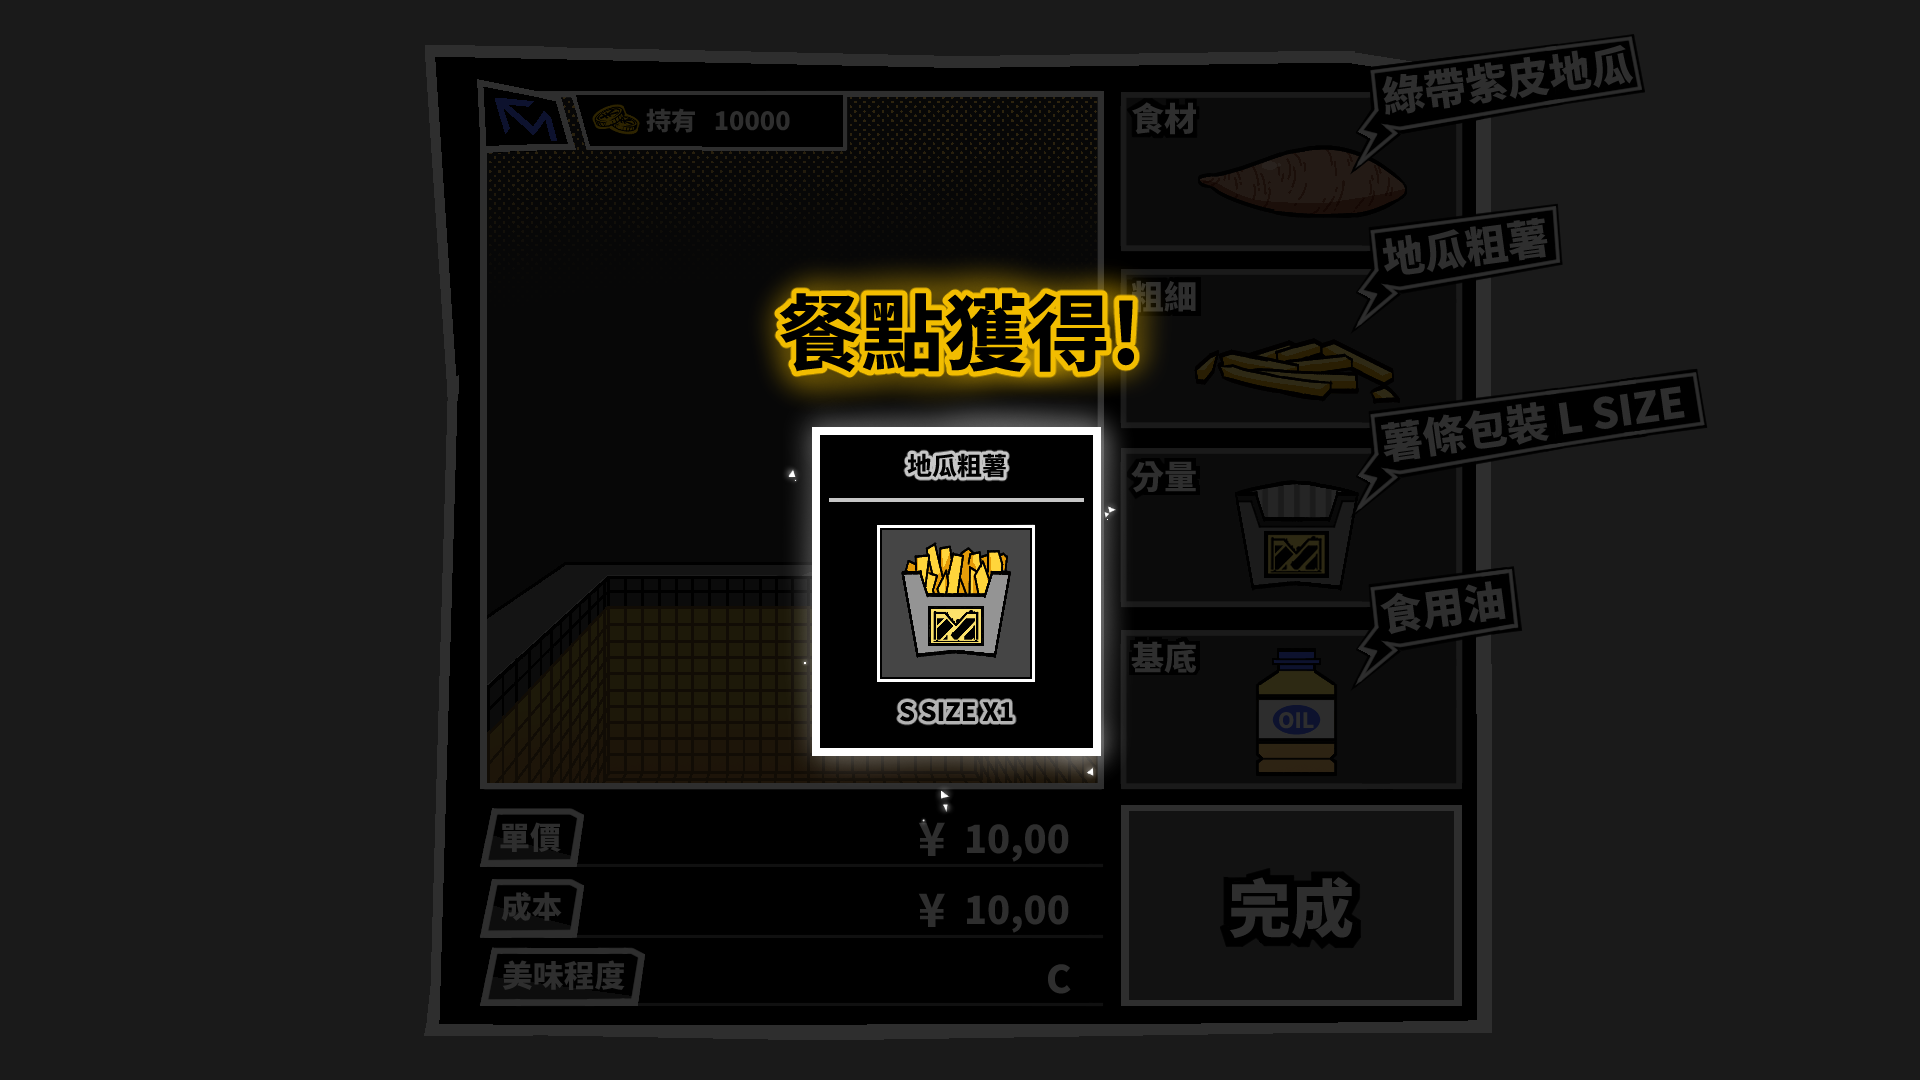 持有 10000
食材
綠帶紫皮地瓜
粗細
地瓜粗薯
餐點獲得!
地瓜粗薯
S SIZE X1
分量
薯條包裝 L SIZE
基底
食用油
OIL
單價
¥ 10,00
成本
¥ 10,00
美味程度
C
完成